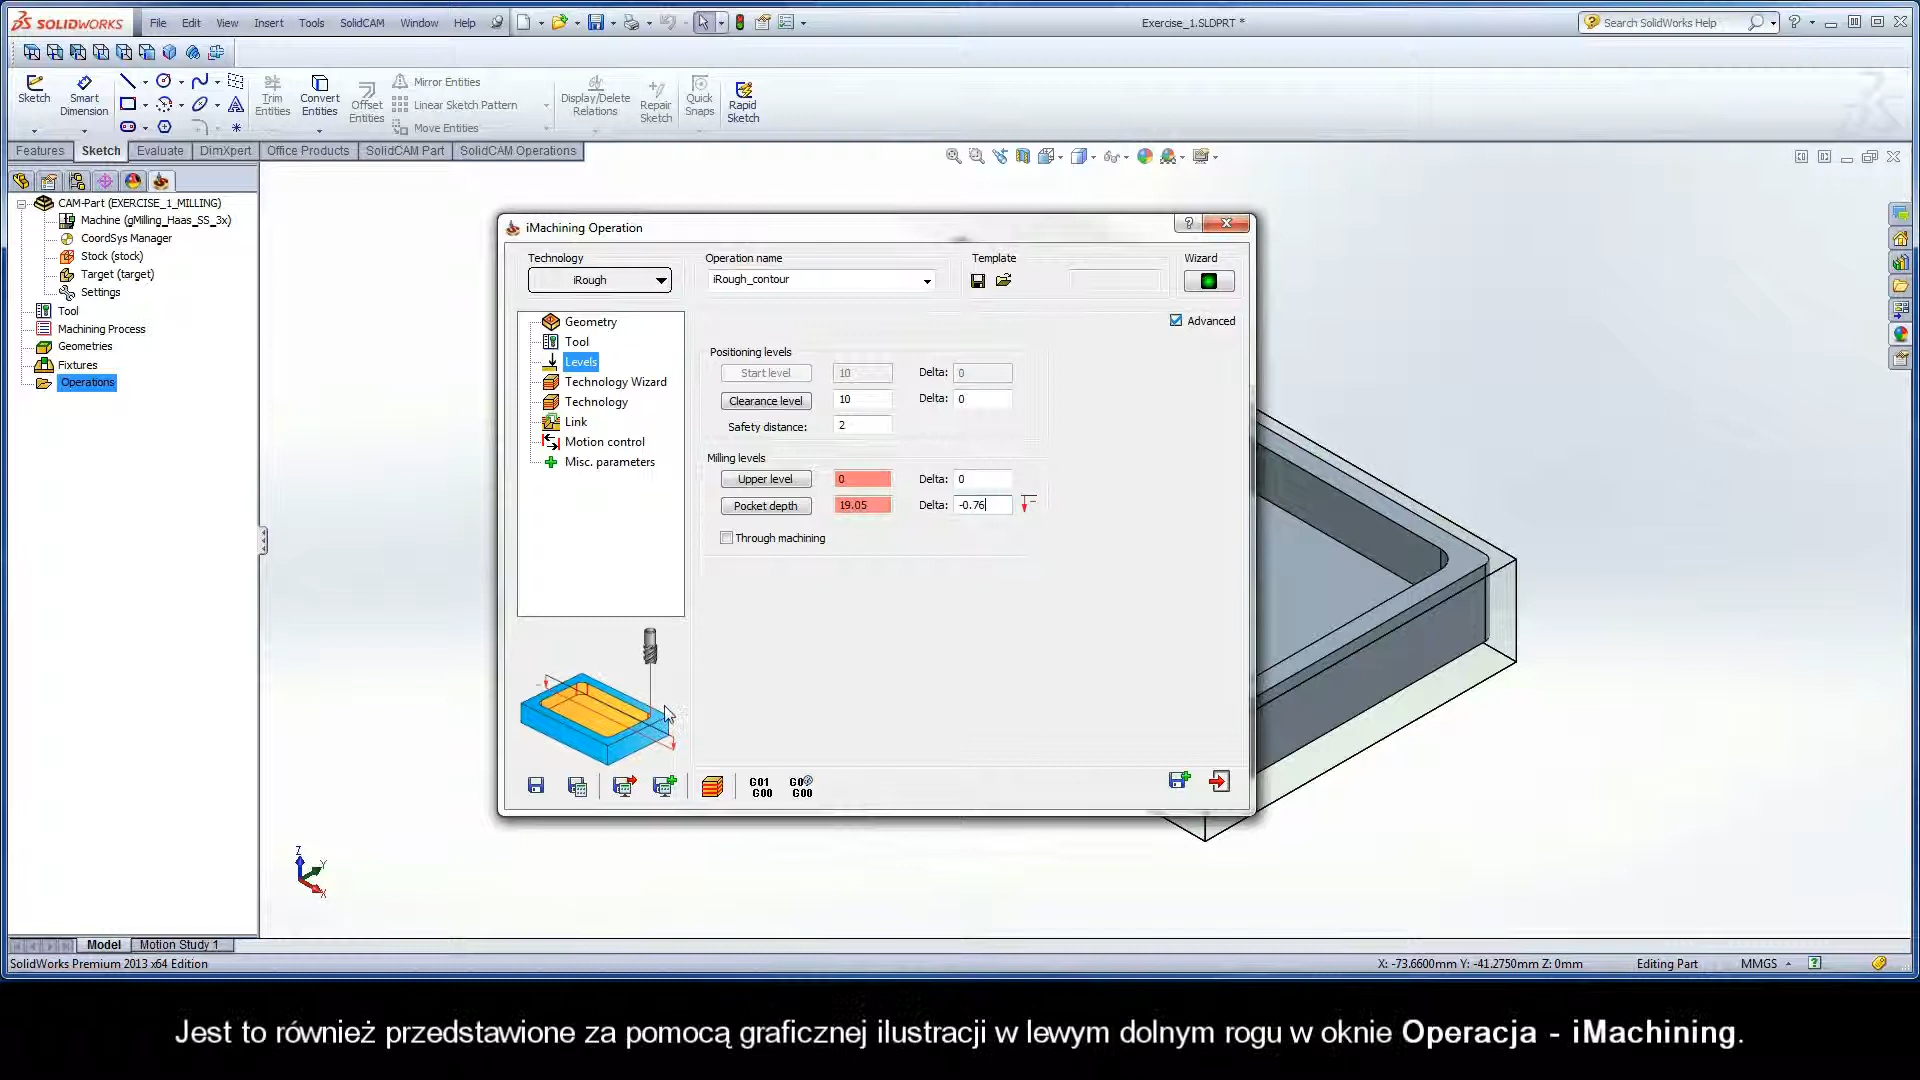 SOLIDWORKS File Edit View Insert Tools SolidCAM Window Help Exercise_1.SLDPRT * Search SolidWorks Help
Sketch Smart Dimension Trim Entities Convert Entities Offset Entities Mirror Entities Linear Sketch Pattern Move Entities Display/Delete Relations Repair Sketch Quick Snaps Rapid Sketch
Features Sketch Evaluate DimXpert Office Products SolidCAM Part SolidCAM Operations
CAM-Part (EXERCISE_1_MILLING)
Machine (gMilling_Haas_SS_3x)
CoordSys Manager
Stock (stock)
Target (target)
Settings
Tool
Machining Process
Geometries
Fixtures
Operations
iMachining Operation
Technology Operation name Template Wizard
iRough iRough_contour
Advanced
Geometry
Tool
Levels
Technology Wizard
Technology
Link
Motion control
Misc. parameters
Positioning levels
Start level 10 Delta: 0
Clearance level 10 Delta: 0
Safety distance: 2
Milling levels
Upper level 0 Delta: 0
Pocket depth 19.05 Delta: -0.76
Through machining
G01 G00 G0 G00
Z Y X
Model Motion Study 1
SolidWorks Premium 2013 x64 Edition X: -73.6600mm Y: -41.2750mm Z: 0mm Editing Part MMGS
Jest to również przedstawione za pomocą graficznej ilustracji w lewym dolnym rogu w oknie Operacja - iMachining.